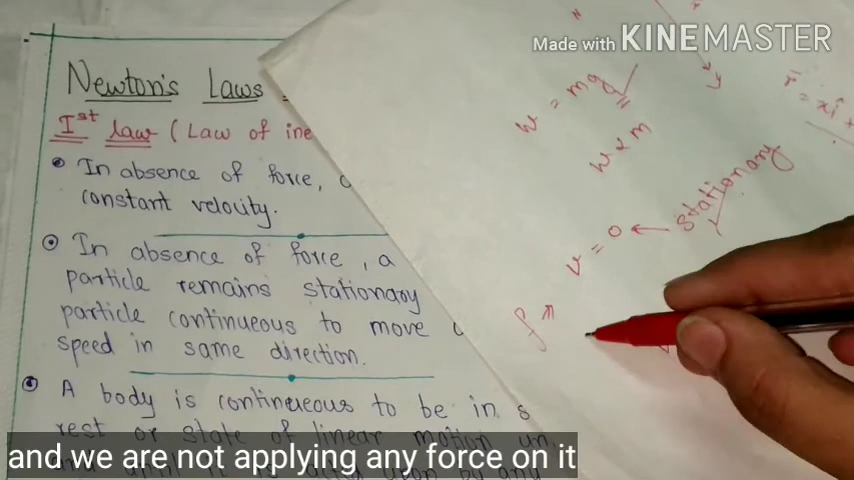 Made with KINEMASTER
Newton's Laws
Ist law (Law of ine
In absence of force,
constant velocity.
In absence of force, a
particle remains stationaoy
particle continueous to move
speed in same direction.
A body is continueous to be in s
rest or state of linear motion un
w = mg
w α m
v = 0 ← stationary
f =
and we are not applying any force on it